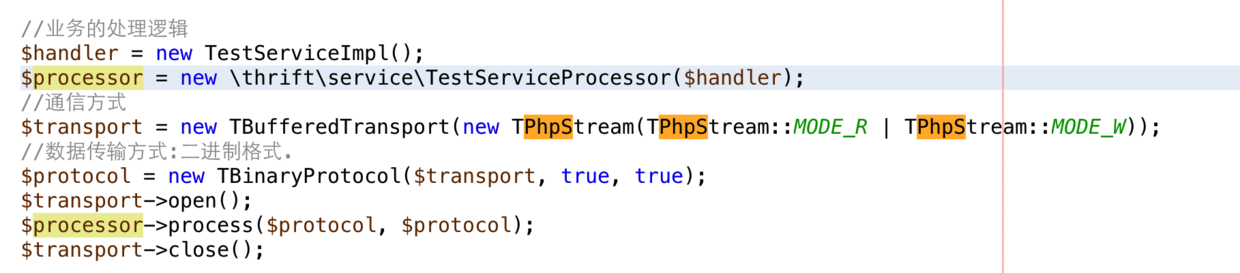 //业务的处理逻辑
$handler = new TestServiceImpl();
$processor = new \thrift\service\TestServiceProcessor($handler);
//通信方式
$transport = new TBufferedTransport(new TPhpStream(TPhpStream::MODE_R | TPhpStream::MODE_W));
//数据传输方式:二进制格式.
$protocol = new TBinaryProtocol($transport, true, true);
$transport->open();
$processor->process($protocol, $protocol);
$transport->close();